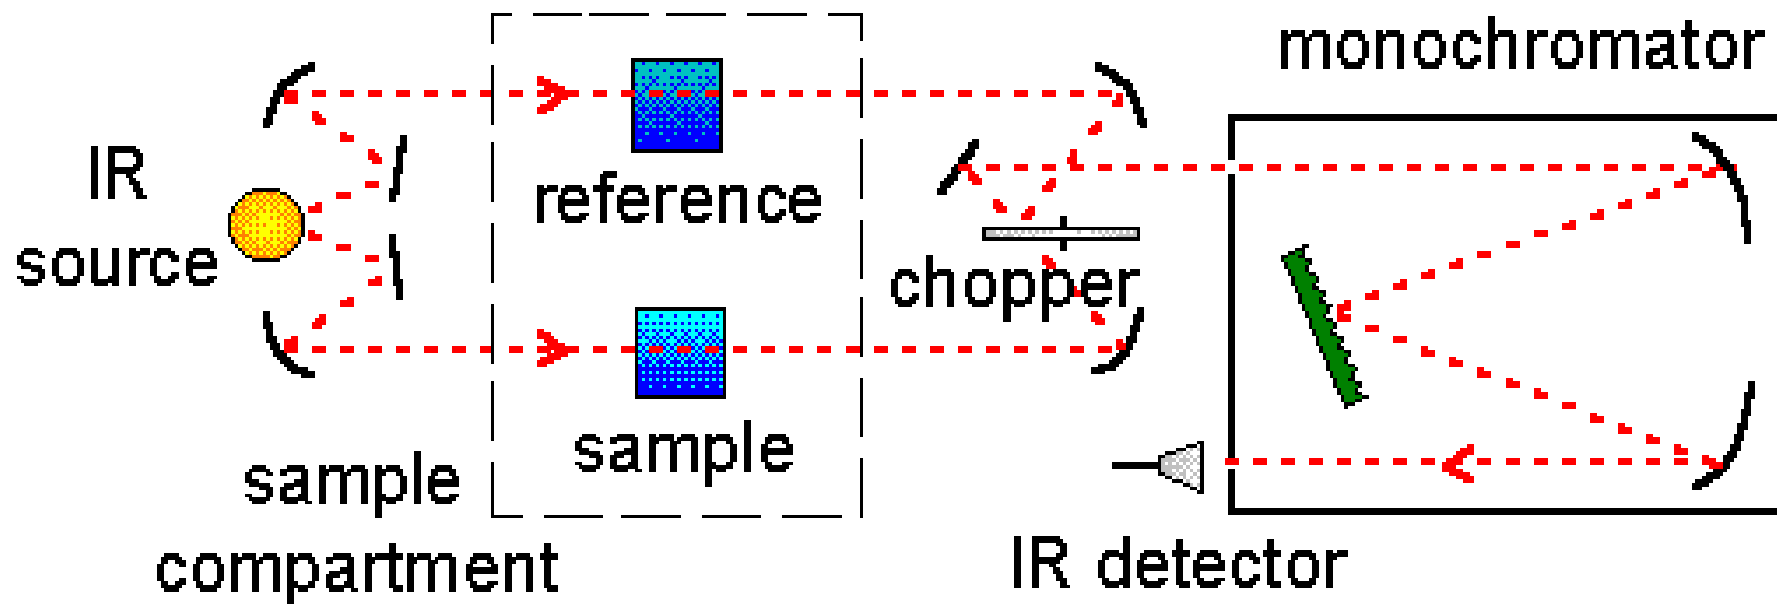 monochromator
IR
source
reference
chopper
sample
sample
compartment
IR detector